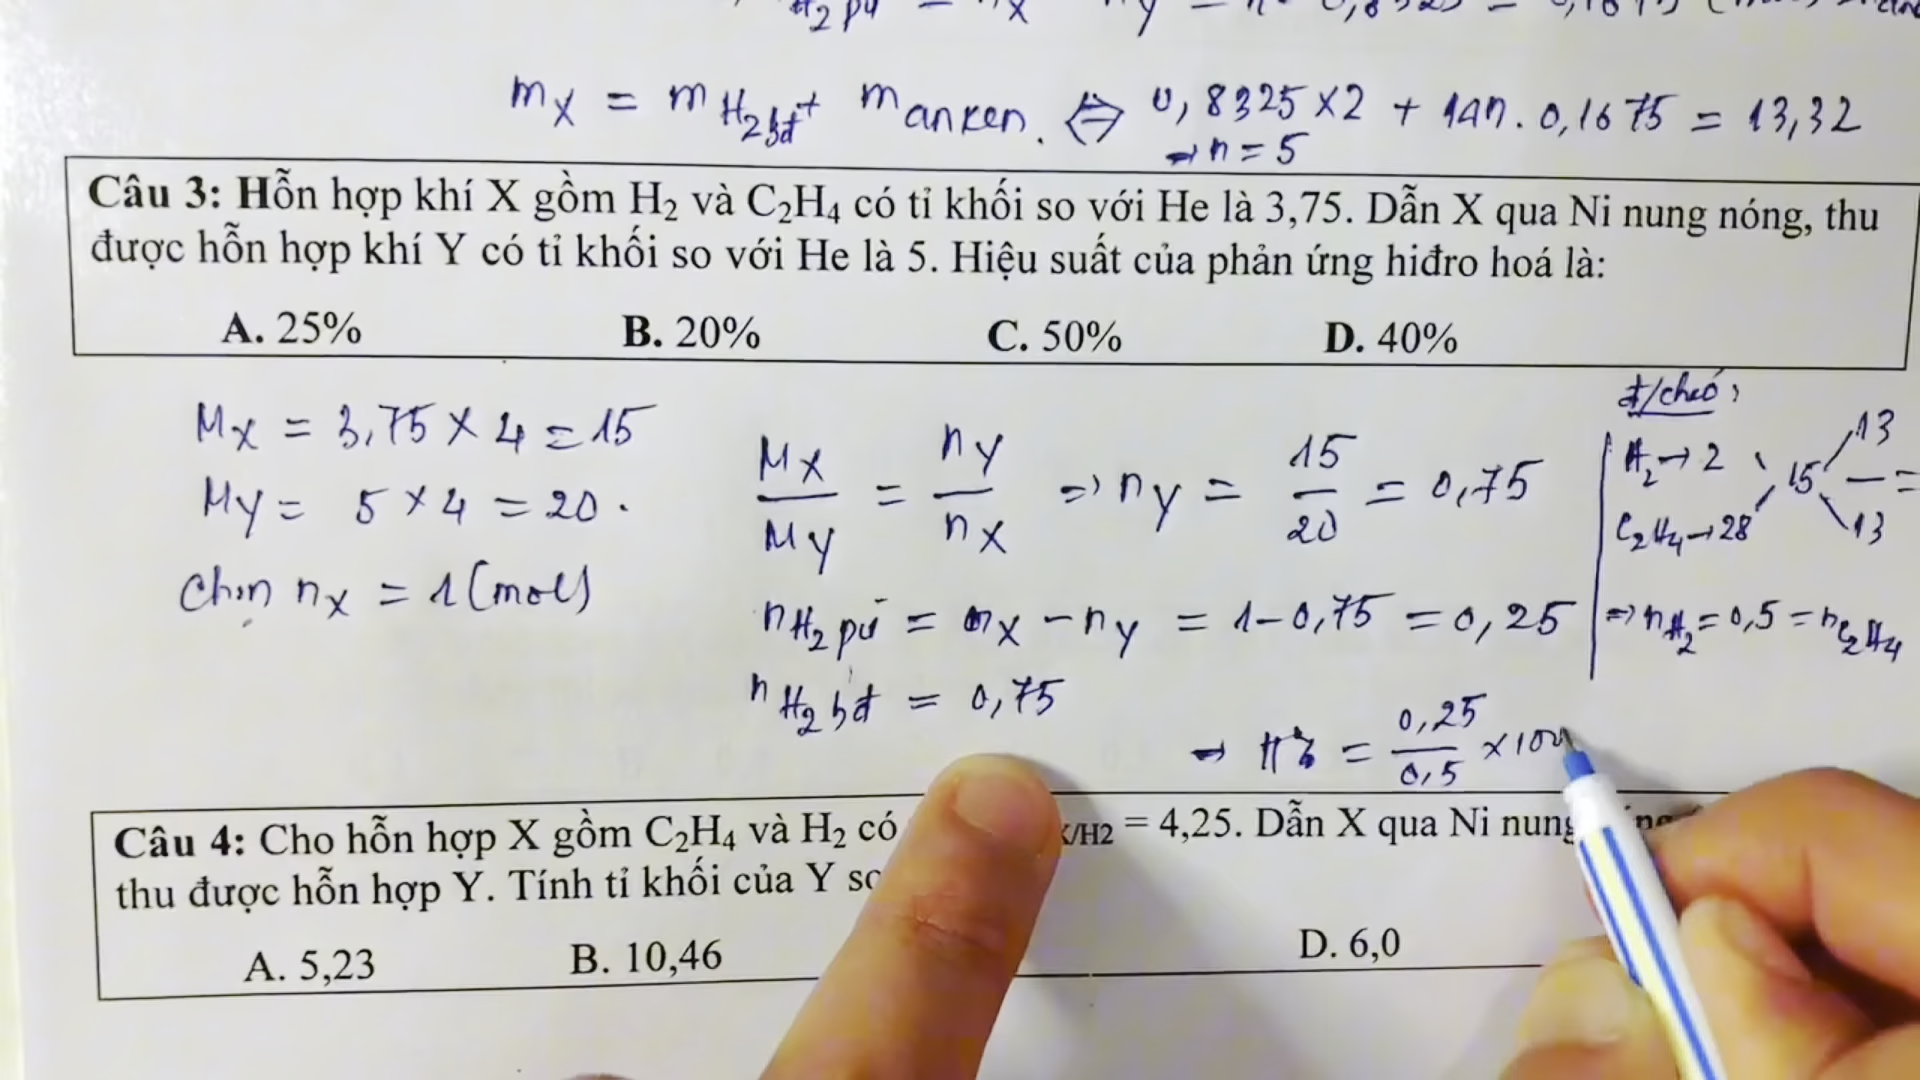 mX = mH2bđ + manken. ⇔ 0,8325×2 + 14n. 0,1675 = 13,32
→ n = 5
Câu 3: Hỗn hợp khí X gồm H2 và C2H4 có tỉ khối so với He là 3,75. Dẫn X qua Ni nung nóng, thu
được hỗn hợp khí Y có tỉ khối so với He là 5. Hiệu suất của phản ứng hiđro hoá là:
A. 25% B. 20% C. 50% D. 40%
MX = 3,75 × 4 = 15
MY = 5 × 4 = 20.
Chọn nX = 1 (mol)
MX/MY = nY/nX => nY = 15/20 = 0,75
nH2 pứ = nX - nY = 1 - 0,75 = 0,25
nH2 bđ = 0,75
đ/chéo:
H2 → 2 15 13
C2H4 → 28 13 =
=> nH2 = 0,5 = nC2H4
→ H% = 0,25/0,5 × 100
Câu 4: Cho hỗn hợp X gồm C2H4 và H2 có X/H2 = 4,25. Dẫn X qua Ni nung
thu được hỗn hợp Y. Tính tỉ khối của Y so
A. 5,23 B. 10,46 D. 6,0